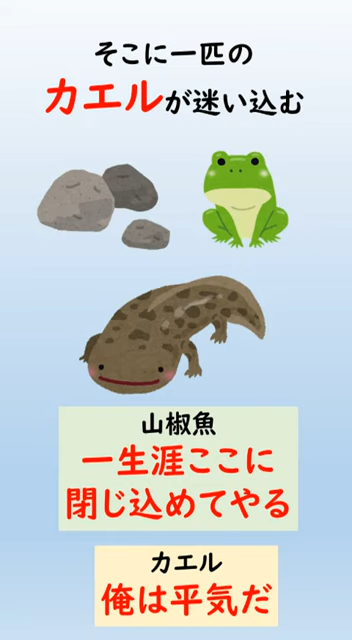 そこに一匹の
カエルが迷い込む
山椒魚
一生涯ここに
閉じ込めてやる
カエル
俺は平気だ